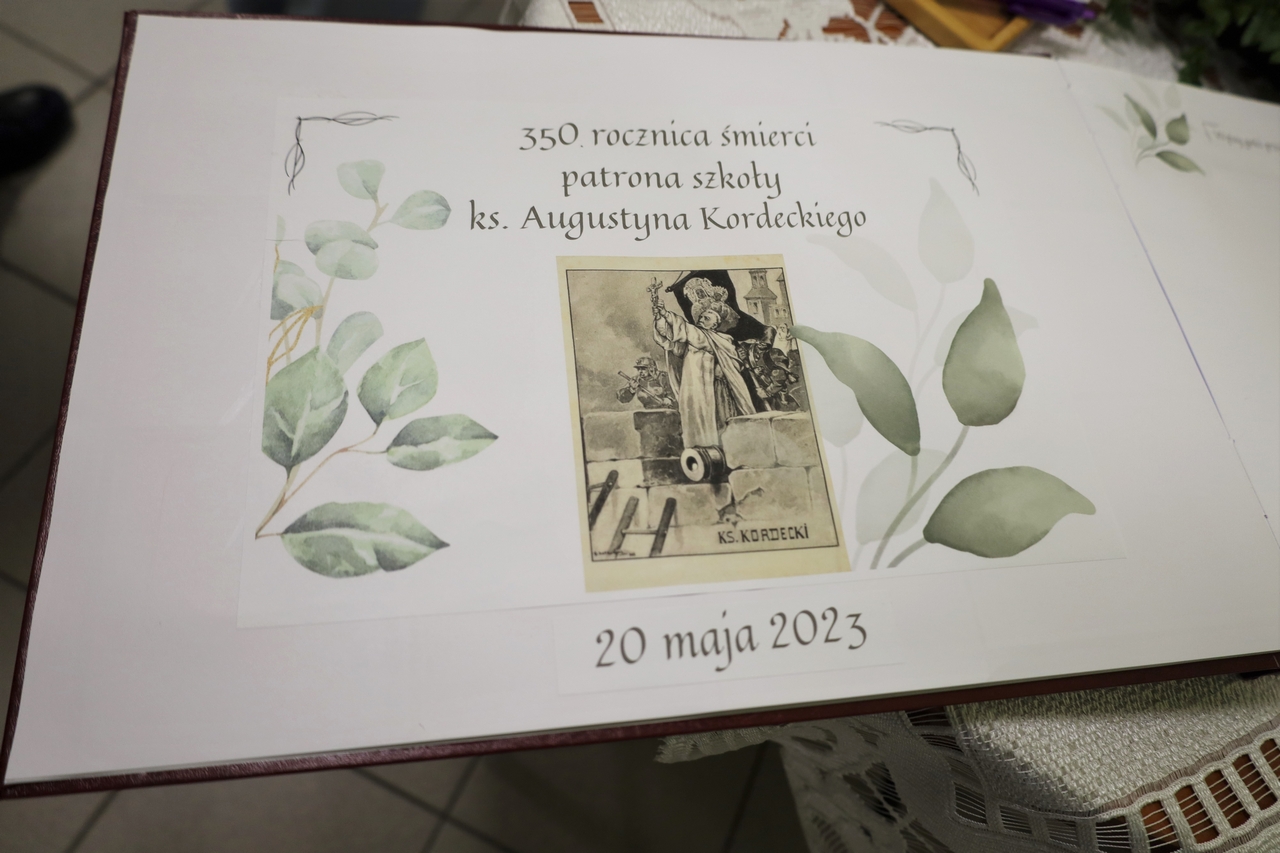 350. rocznica śmierci
patrona szkoły
ks. Augustyna Kordeckiego
KS. KORDECKI
20 maja 2023